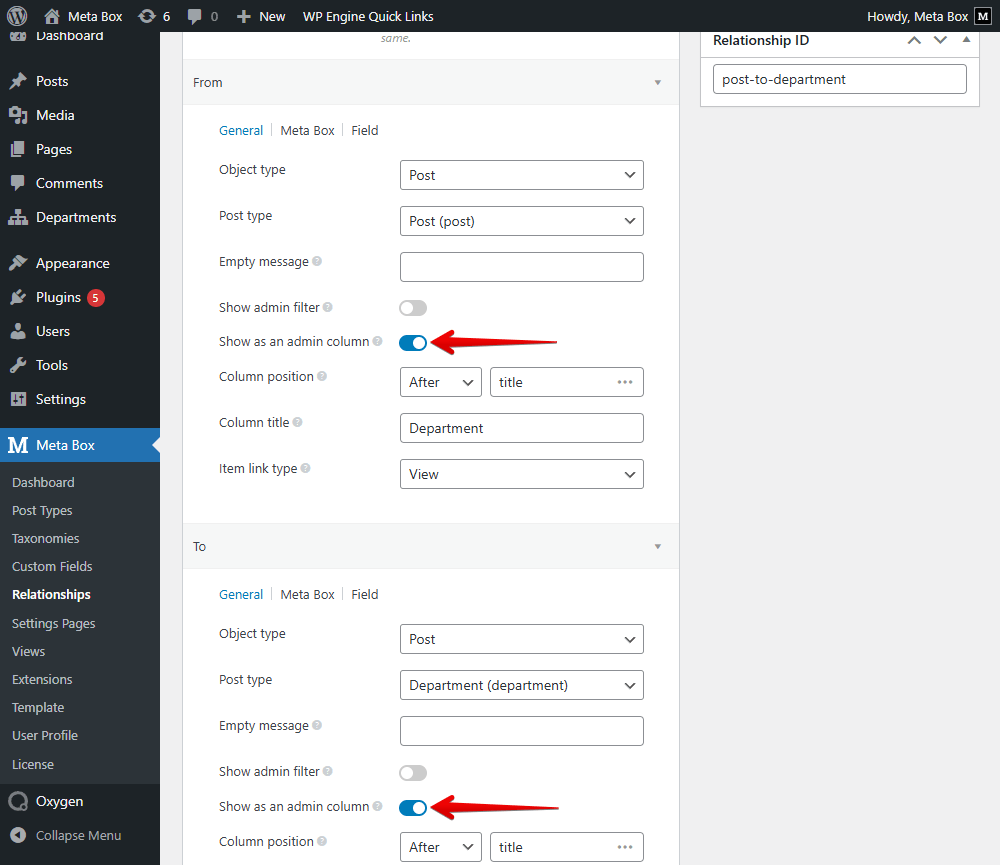 Meta Box
6
0
New
WP Engine Quick Links
Howdy, Meta Box
M
Dashboard
Posts
Media
Pages
Comments
Departments
Appearance
Plugins 5
Users
Tools
Settings
M Meta Box
Dashboard
Post Types
Taxonomies
Custom Fields
Relationships
Settings Pages
Views
Extensions
Template
User Profile
License
Oxygen
Collapse Menu
same.
From
General | Meta Box | Field
Object type
Post
Post type
Post (post)
Empty message ?
Show admin filter ?
Show as an admin column ?
Column position ?
After
title
Column title ?
Department
Item link type ?
View
To
General | Meta Box | Field
Object type
Post
Post type
Department (department)
Empty message ?
Show admin filter ?
Show as an admin column ?
Column position ?
After
title
Relationship ID
post-to-department